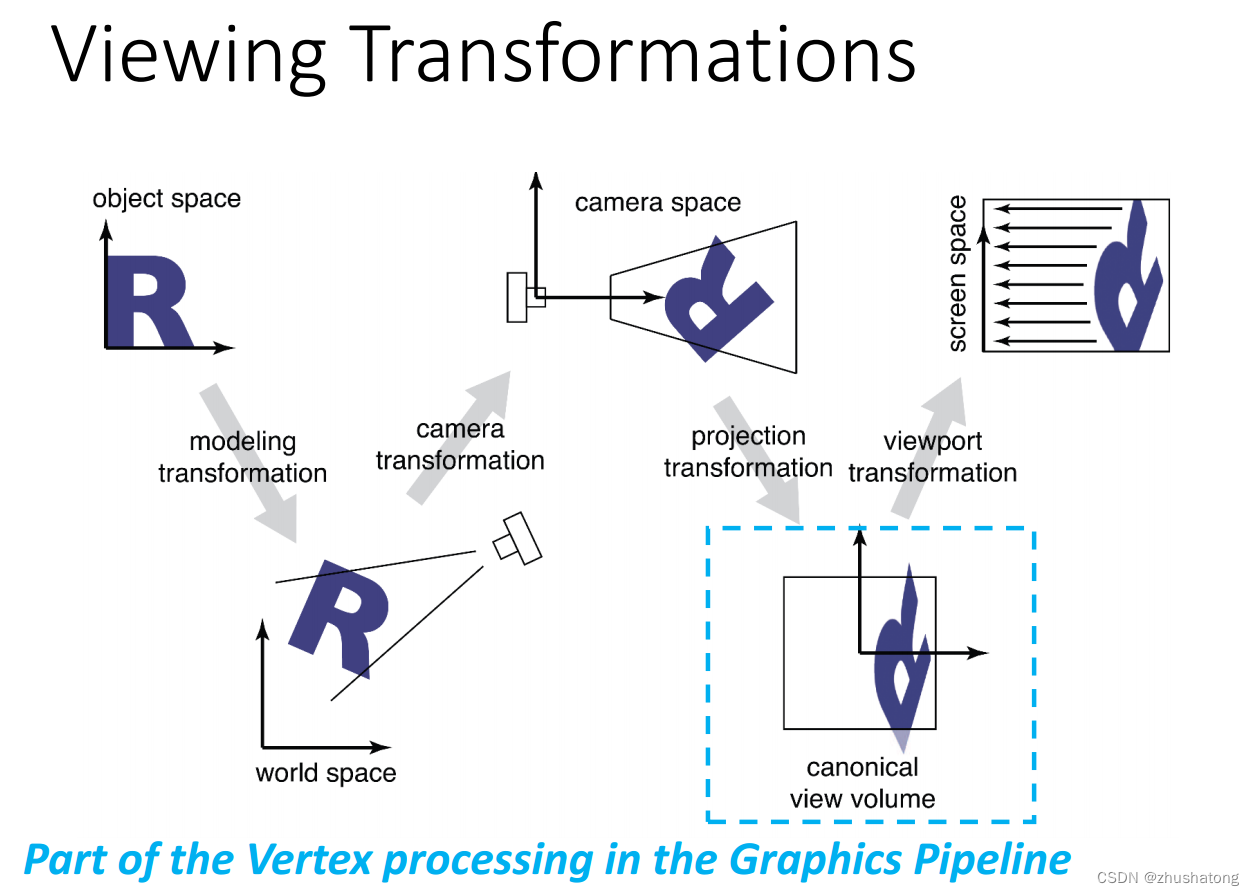 Viewing Transformations
object space
camera space
screen space
modeling
transformation
camera
transformation
projection
transformation
viewport
transformation
world space
canonical
view volume
Part of the Vertex processing in the Graphics Pipeline
CSDN @zhushatong